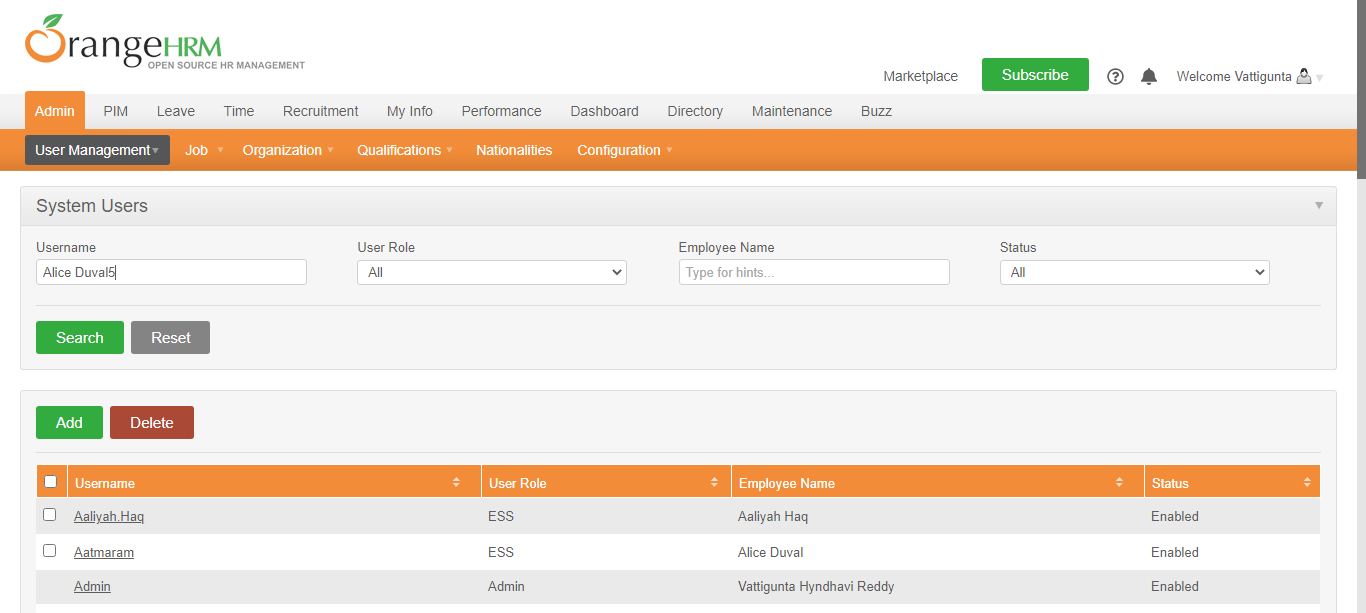 OrangeHRM
OPEN SOURCE HR MANAGEMENT
Marketplace Subscribe Welcome Vattigunta
Admin PIM Leave Time Recruitment My Info Performance Dashboard Directory Maintenance Buzz
User Management Job Organization Qualifications Nationalities Configuration
System Users
Username User Role Employee Name Status
Alice Duval5 All Type for hints... All
Search Reset
Add Delete
Username User Role Employee Name Status
Aaliyah.Haq ESS Aaliyah Haq Enabled
Aatmaram ESS Alice Duval Enabled
Admin Admin Vattigunta Hyndhavi Reddy Enabled